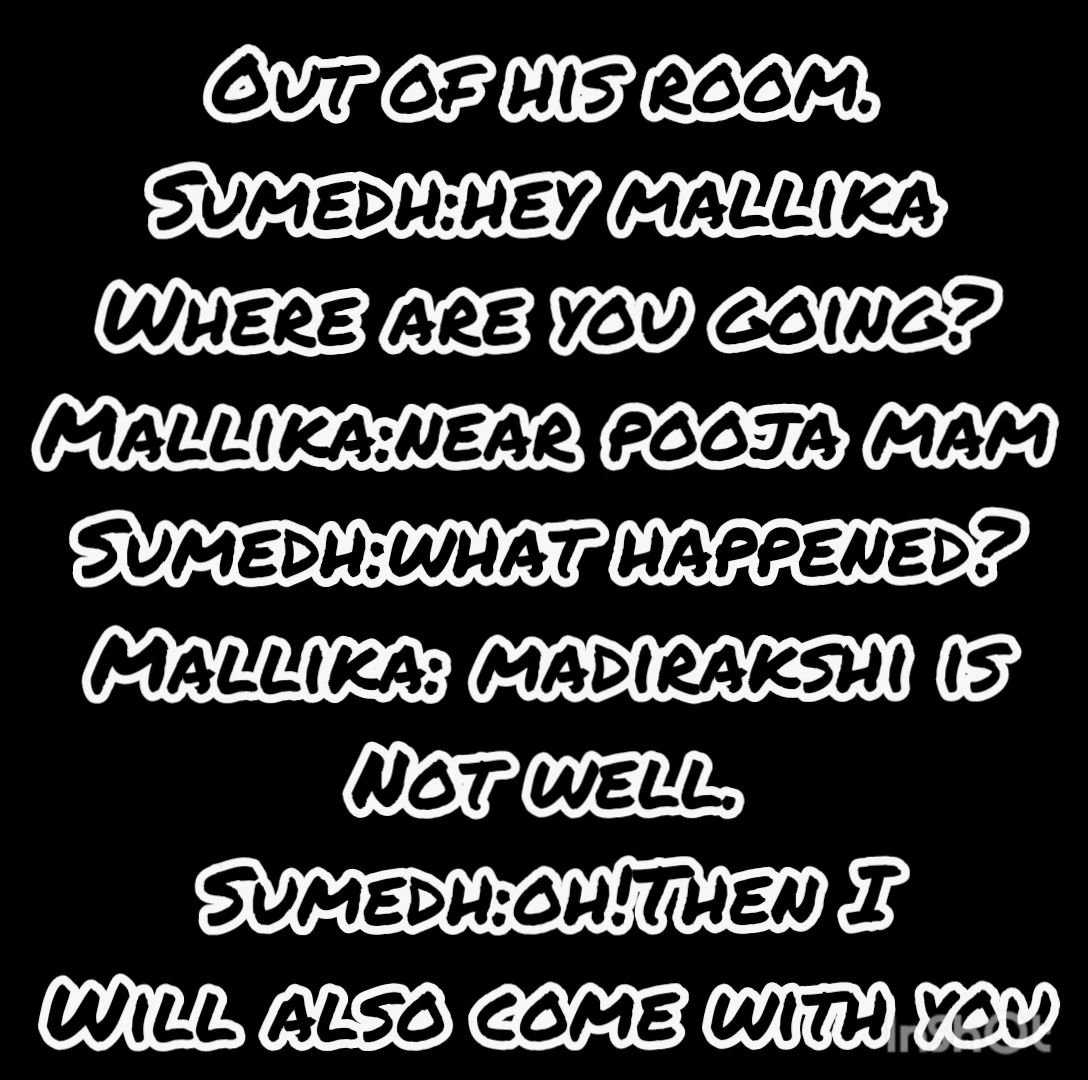 Out of his room.
Sumedh:hey mallika
Where are you going?
Mallika:near pooja mam
Sumedh:what happened?
Mallika: madirakshi is
Not well.
Sumedh:oh!Then I
Will also come with you
InShOt